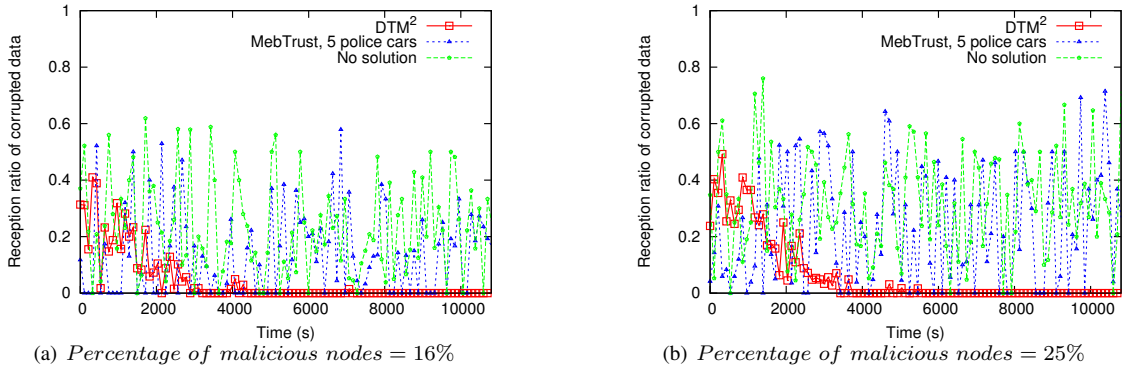 DTM²
MebTrust, 5 police cars
No solution
Reception ratio of corrupted data
1
0.8
0.6
0.4
0.2
0
0 2000 4000 6000 8000 10000
Time (s)
(a) Percentage of malicious nodes = 16%
DTM²
MebTrust, 5 police cars
No solution
Reception ratio of corrupted data
1
0.8
0.6
0.4
0.2
0
0 2000 4000 6000 8000 10000
Time (s)
(b) Percentage of malicious nodes = 25%